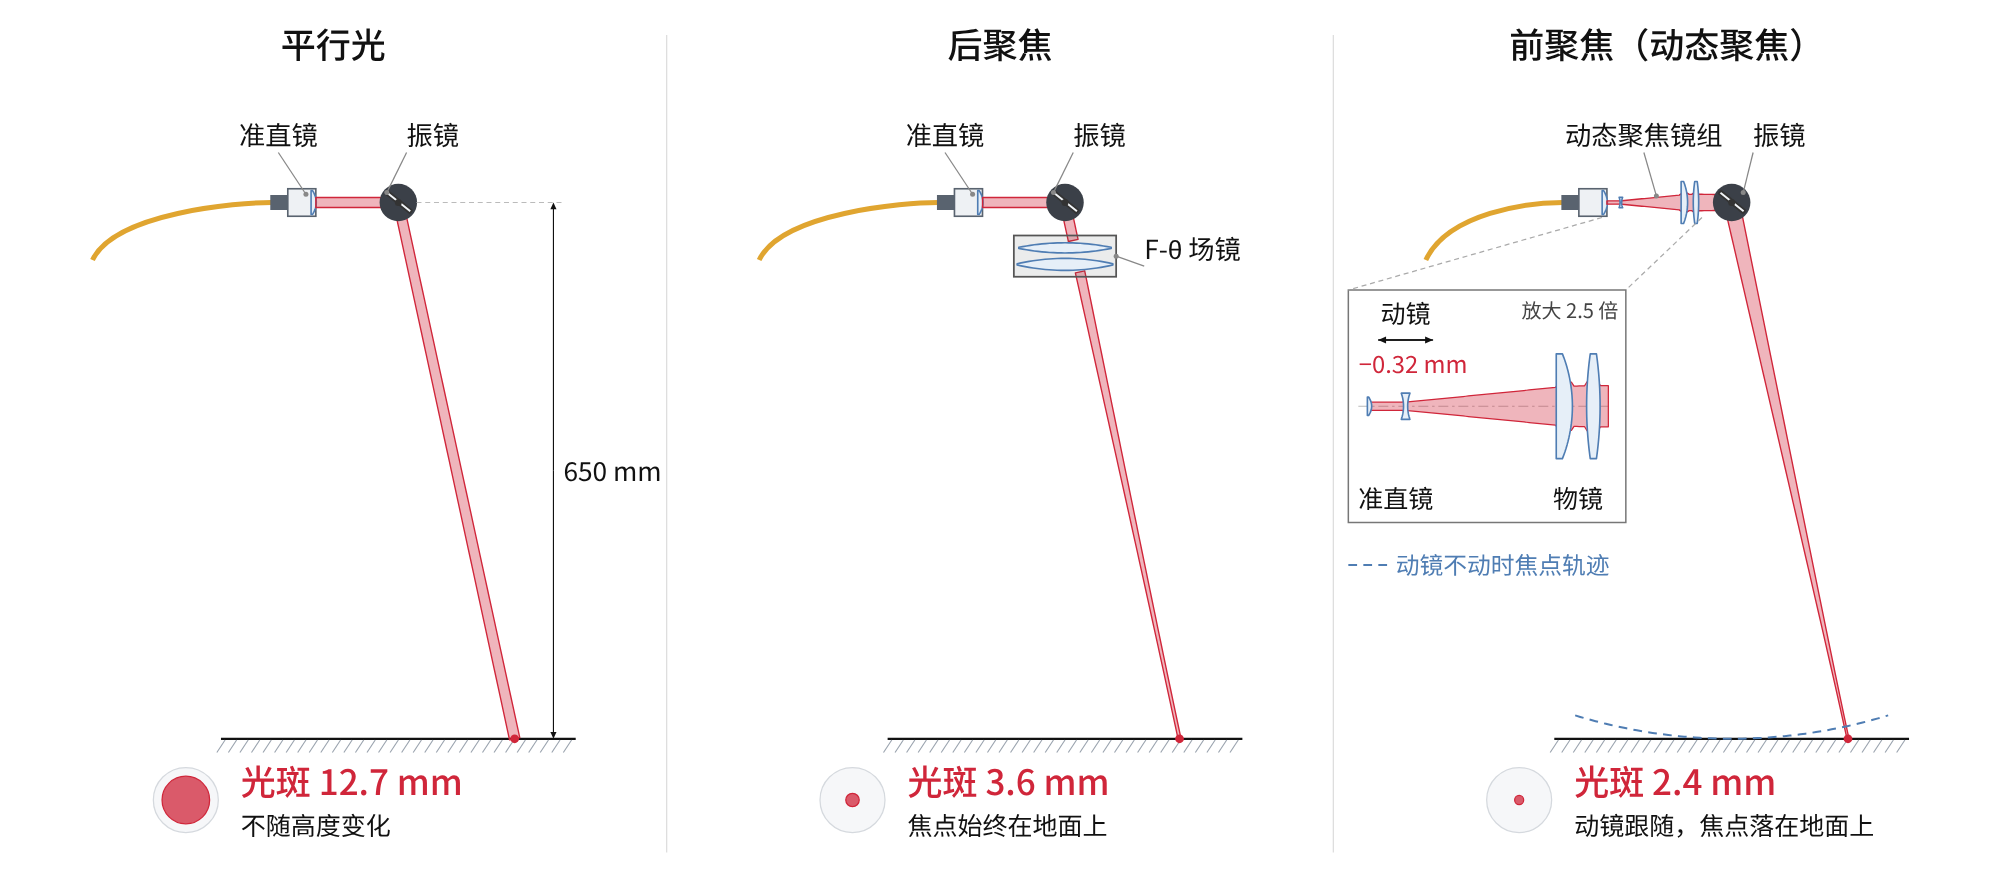 平行光
准直镜
振镜
650 mm
光斑 12.7 mm
不随高度变化
后聚焦
准直镜
振镜
F-θ 场镜
光斑 3.6 mm
焦点始终在地面上
前聚焦（动态聚焦）
动态聚焦镜组
振镜
动镜
放大 2.5 倍
−0.32 mm
准直镜
物镜
动镜不动时焦点轨迹
光斑 2.4 mm
动镜跟随，焦点落在地面上